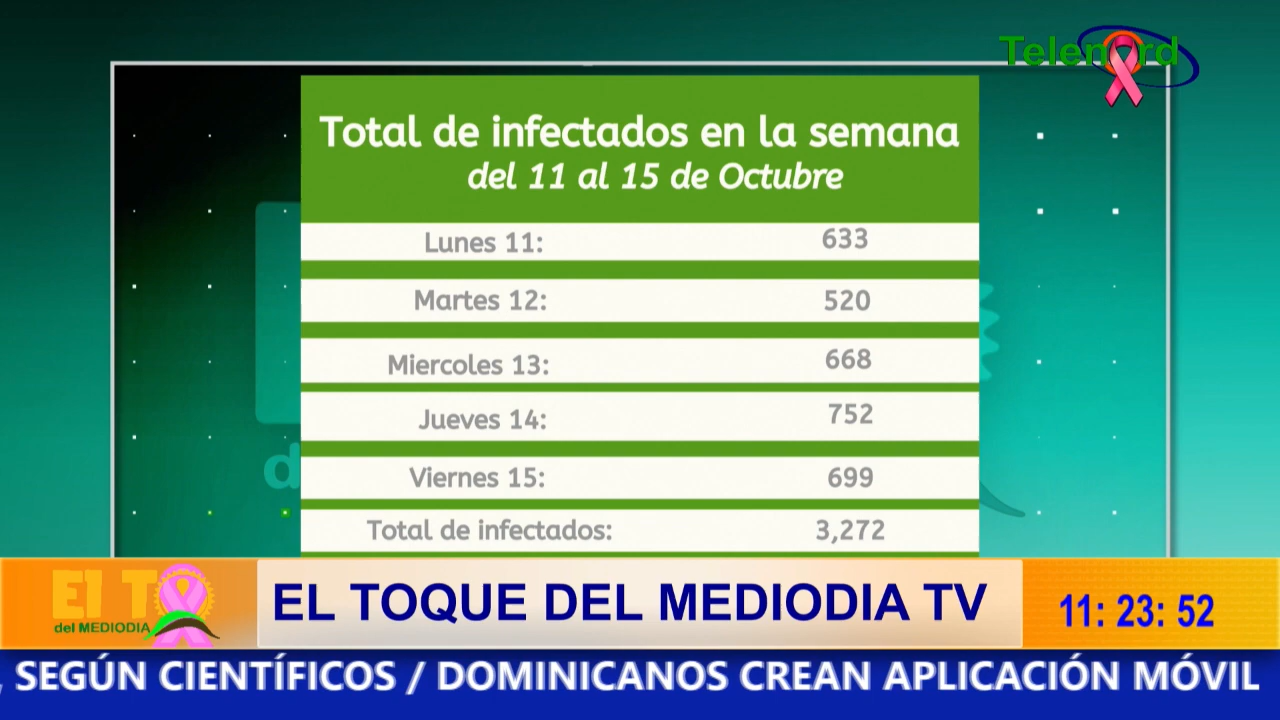 Telenord
Total de infectados en la semana
del 11 al 15 de Octubre
Lunes 11: 633
Martes 12: 520
Miercoles 13: 668
Jueves 14: 752
Viernes 15: 699
Total de infectados: 3,272
El TO
del MEDIODIA
EL TOQUE DEL MEDIODIA TV
11: 23: 52
, SEGÚN CIENTÍFICOS / DOMINICANOS CREAN APLICACIÓN MÓVIL